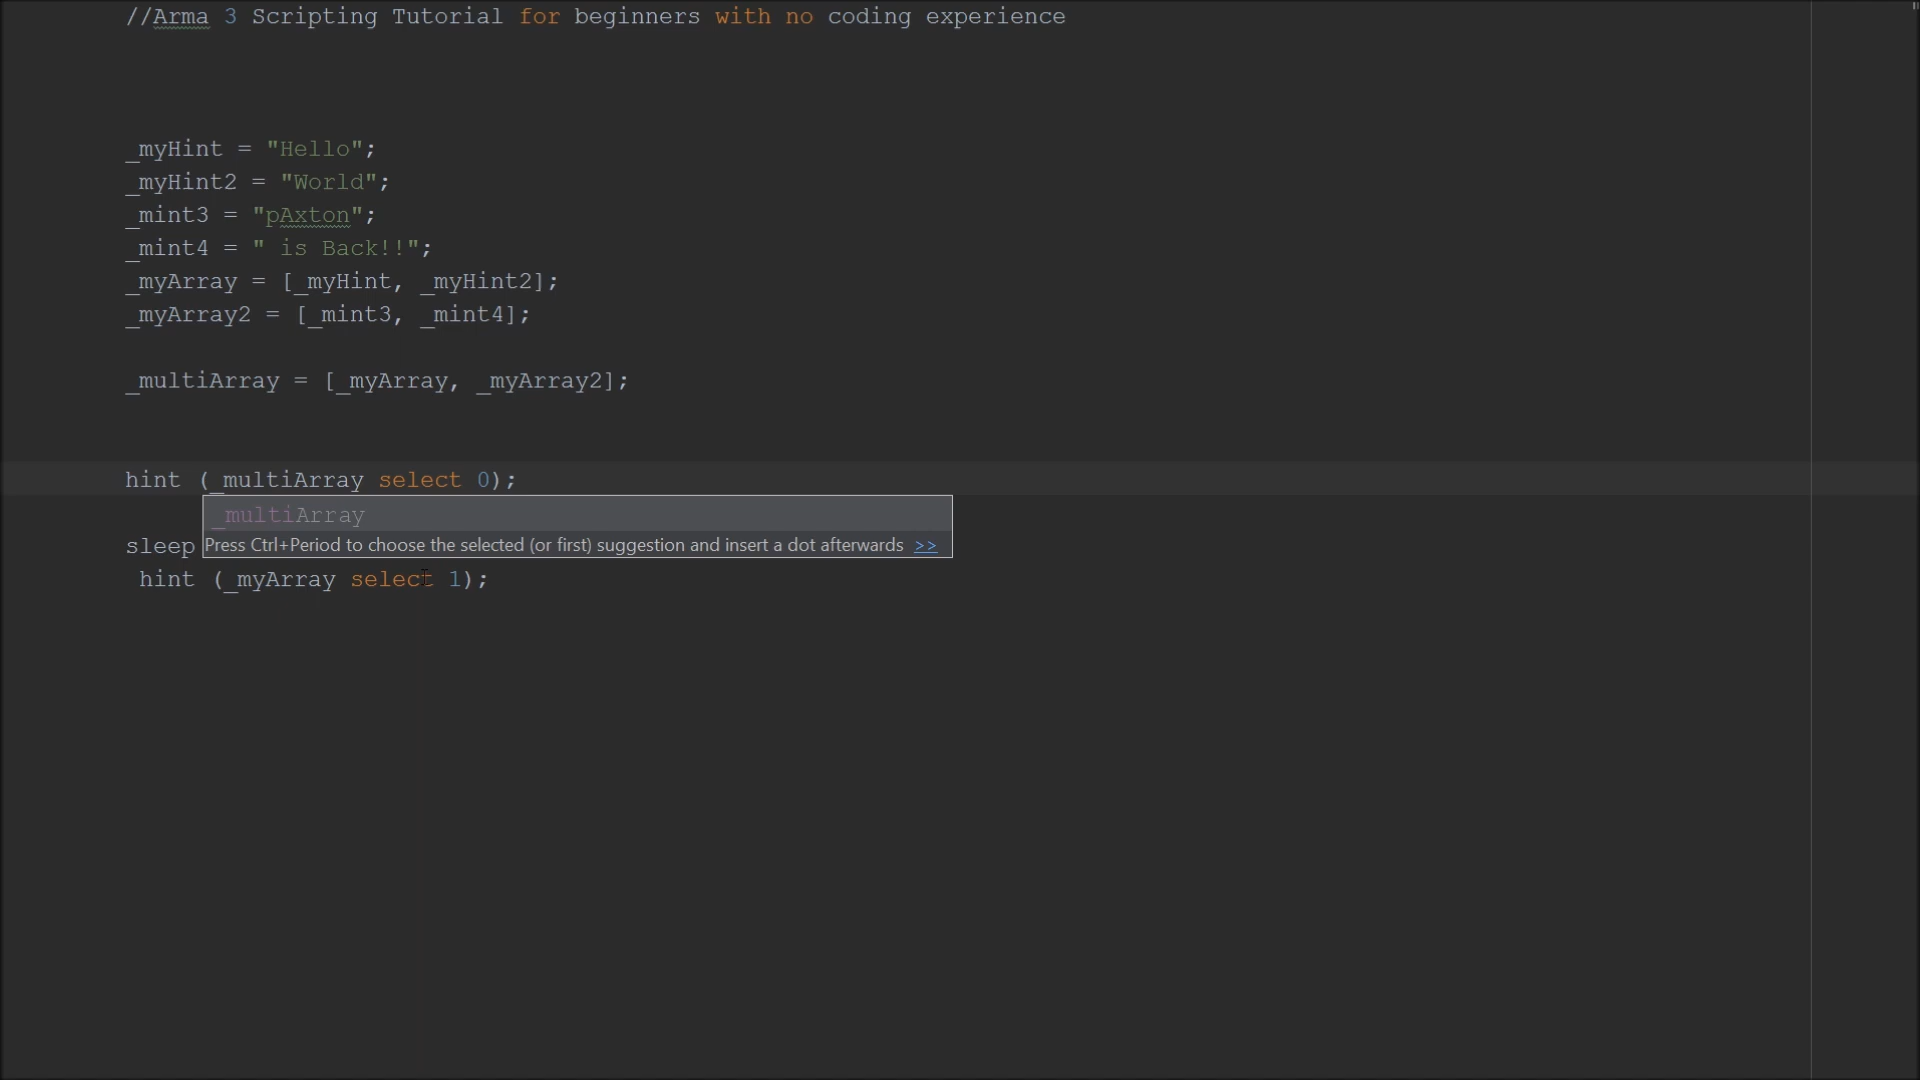 //Arma 3 Scripting Tutorial for beginners with no coding experience
_myHint = "Hello";
_myHint2 = "World";
_mint3 = "pAxton";
_mint4 = " is Back!!";
_myArray = [_myHint, _myHint2];
_myArray2 = [_mint3, _mint4];
_multiArray = [_myArray, _myArray2];
hint (_multiArray select 0);
_multiArray
sleep
Press Ctrl+Period to choose the selected (or first) suggestion and insert a dot afterwards >>
hint (_myArray select 1);